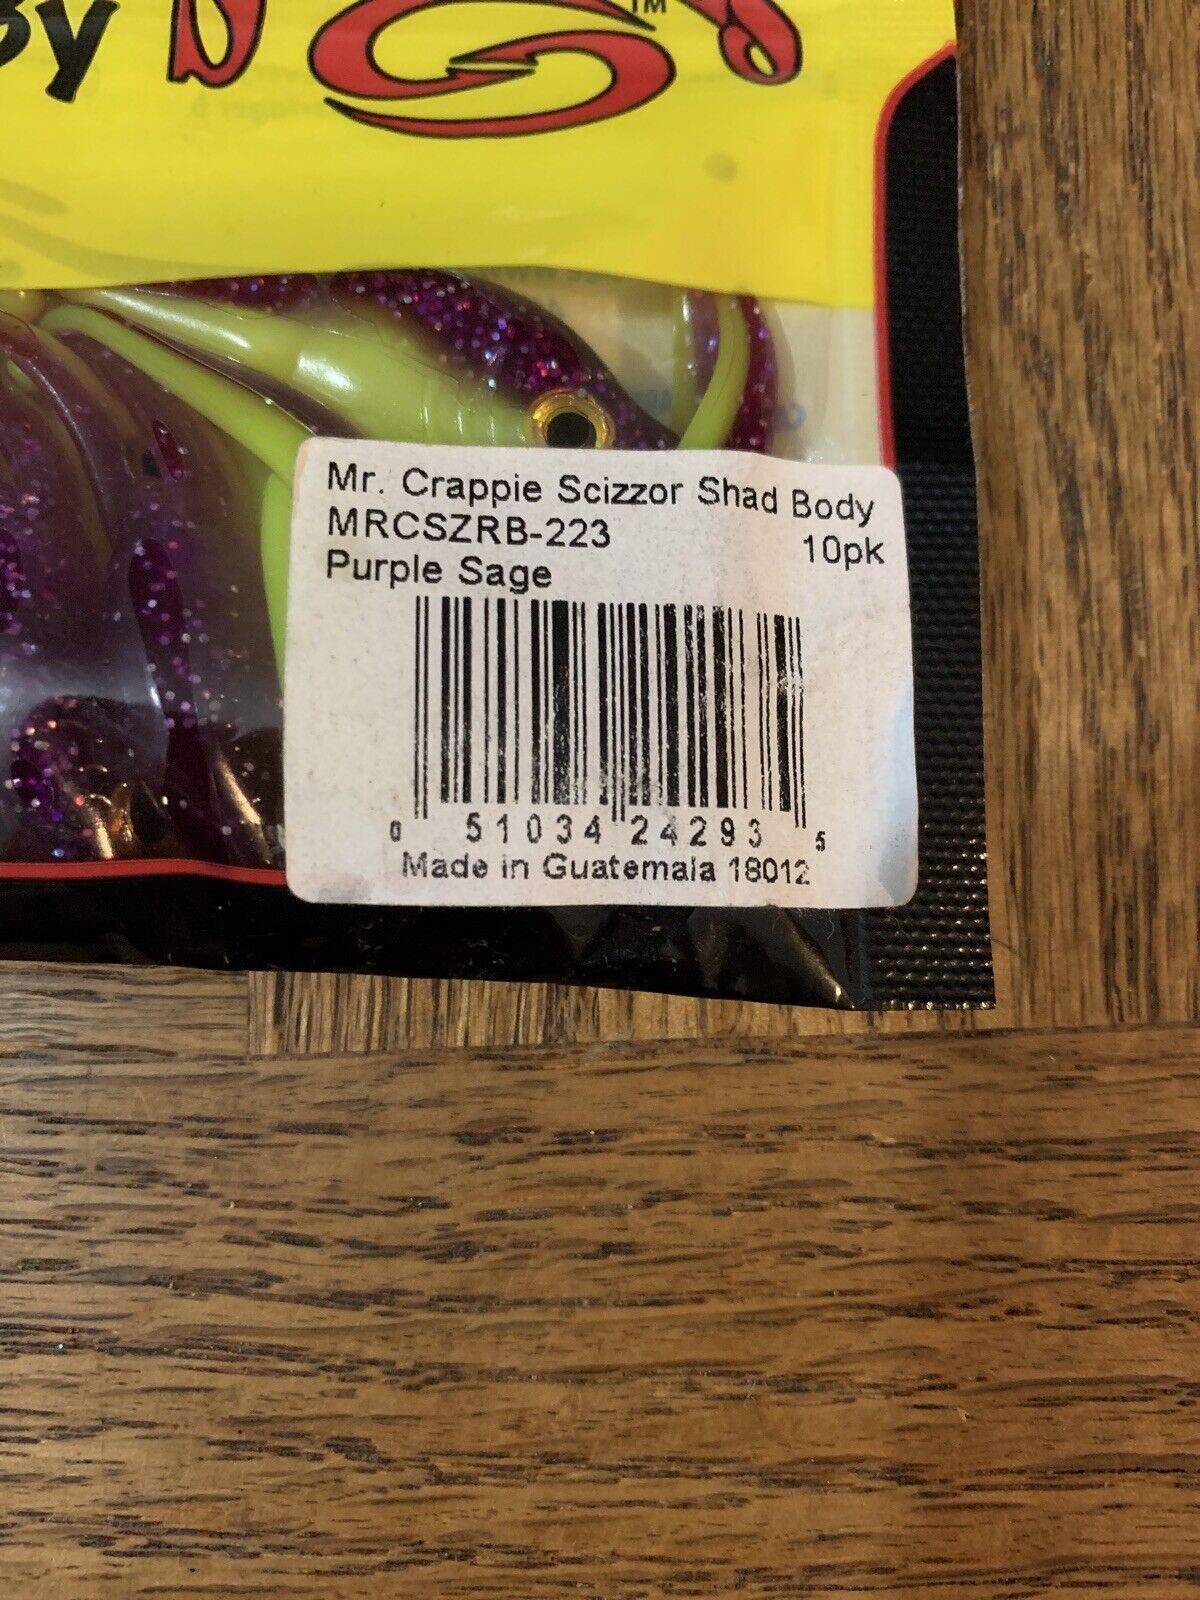 By
TM
Mr. Crappie Scizzor Shad Body
MRCSZRB-223 10pk
Purple Sage
0 51034 24293 5
Made in Guatemala 18012